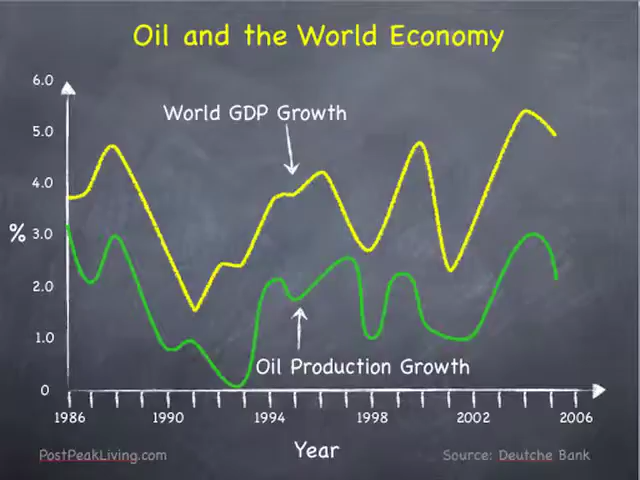 Oil and the World Economy
6.0
World GDP Growth
5.0
4.0
% 3.0
2.0
1.0
Oil Production Growth
0
1986 1990 1994 1998 2002 2006
PostPeakLiving.com Year Source: Deutche Bank